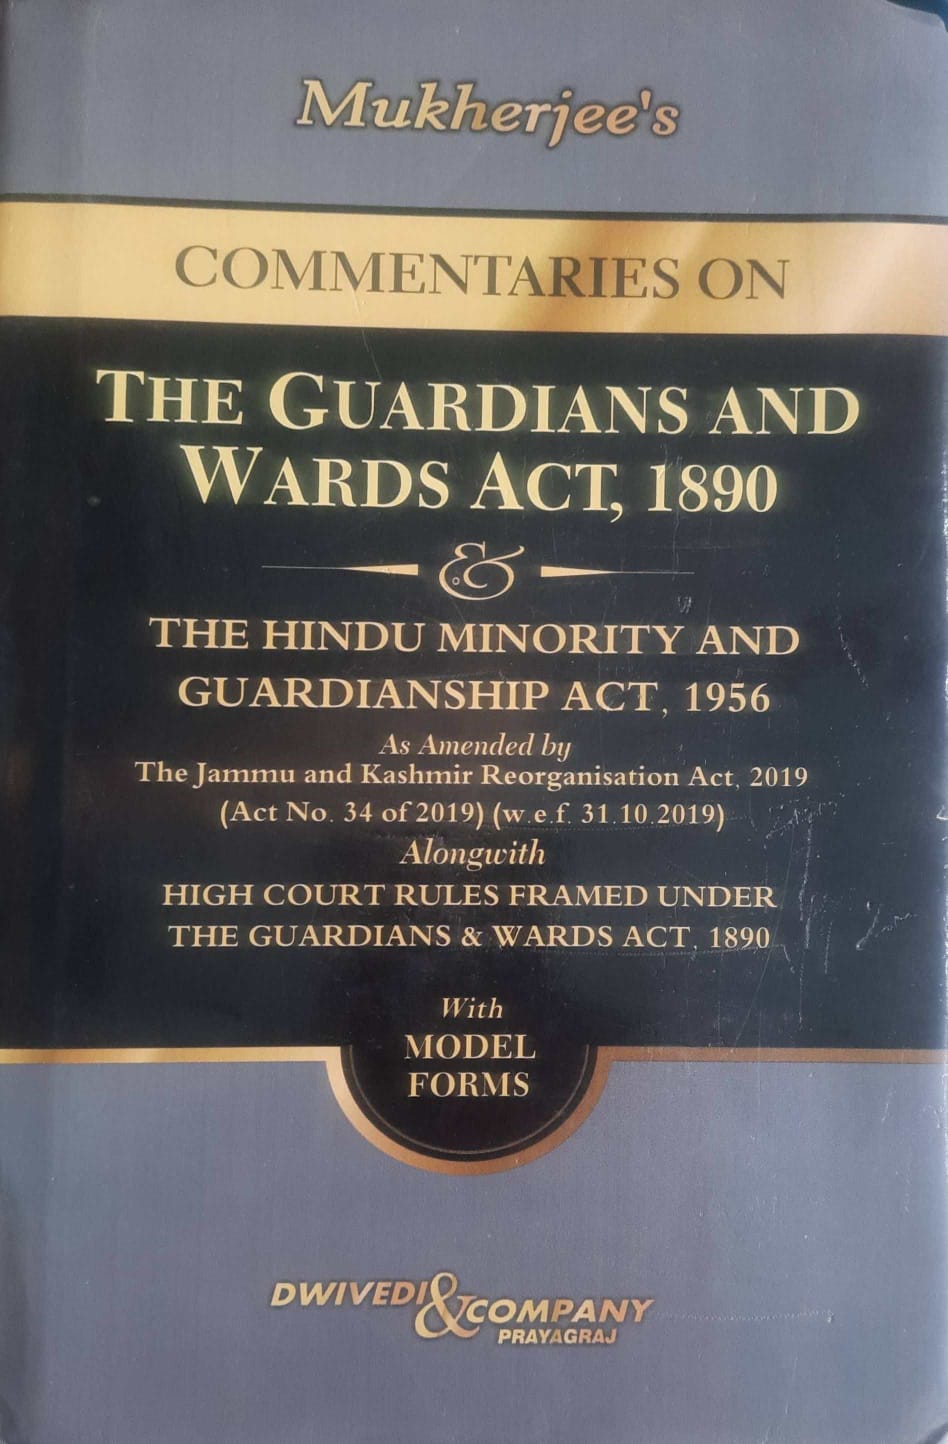 Mukherjee's
COMMENTARIES ON
THE GUARDIANS AND
WARDS ACT, 1890
&
THE HINDU MINORITY AND
GUARDIANSHIP ACT, 1956
As Amended by
The Jammu and Kashmir Reorganisation Act, 2019
(Act No. 34 of 2019) (w.e.f. 31.10.2019)
Alongwith
HIGH COURT RULES FRAMED UNDER
THE GUARDIANS & WARDS ACT, 1890
With
MODEL
FORMS
DWIVEDI & COMPANY
PRAYAGRAJ